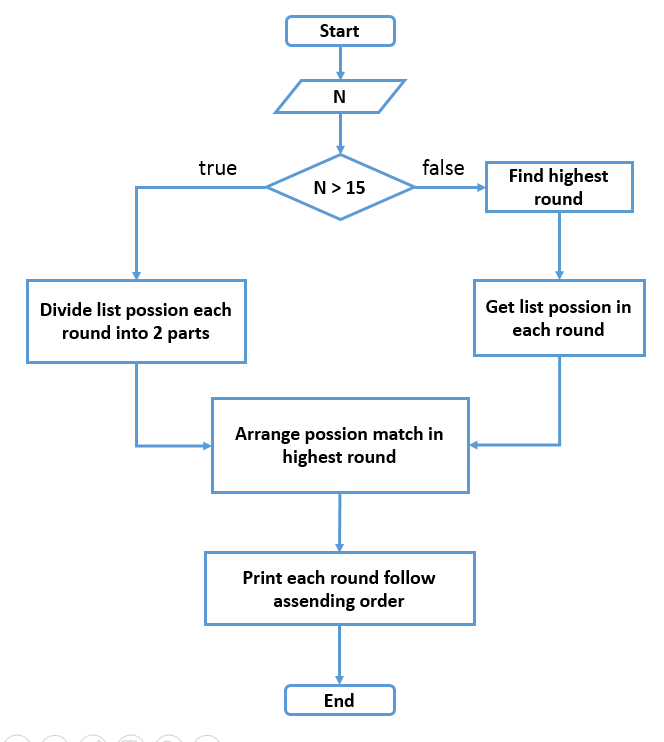 Start
N
true
false
N > 15
Find highest
round
Divide list possion each
round into 2 parts
Get list possion in
each round
Arrange possion match in
highest round
Print each round follow
assending order
End